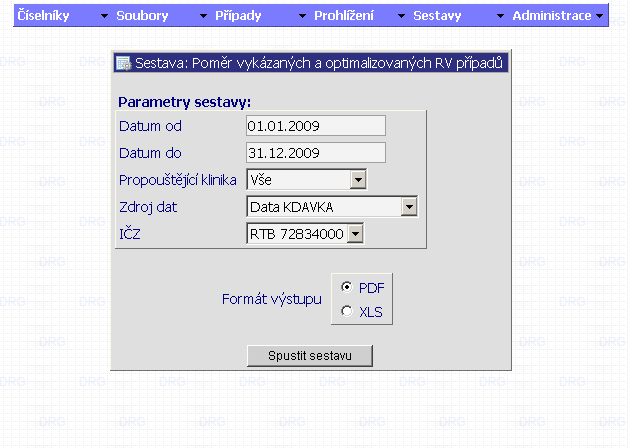 Číselníky Soubory Případy Prohlížení Sestavy Administrace
Sestava: Poměr vykázaných a optimalizovaných RV případů
Parametry sestavy:
Datum od 01.01.2009
Datum do 31.12.2009
Propouštějící klinika Vše
Zdroj dat Data KDAVKA
IČZ RTB 72834000
Formát výstupu PDF
XLS
Spustit sestavu